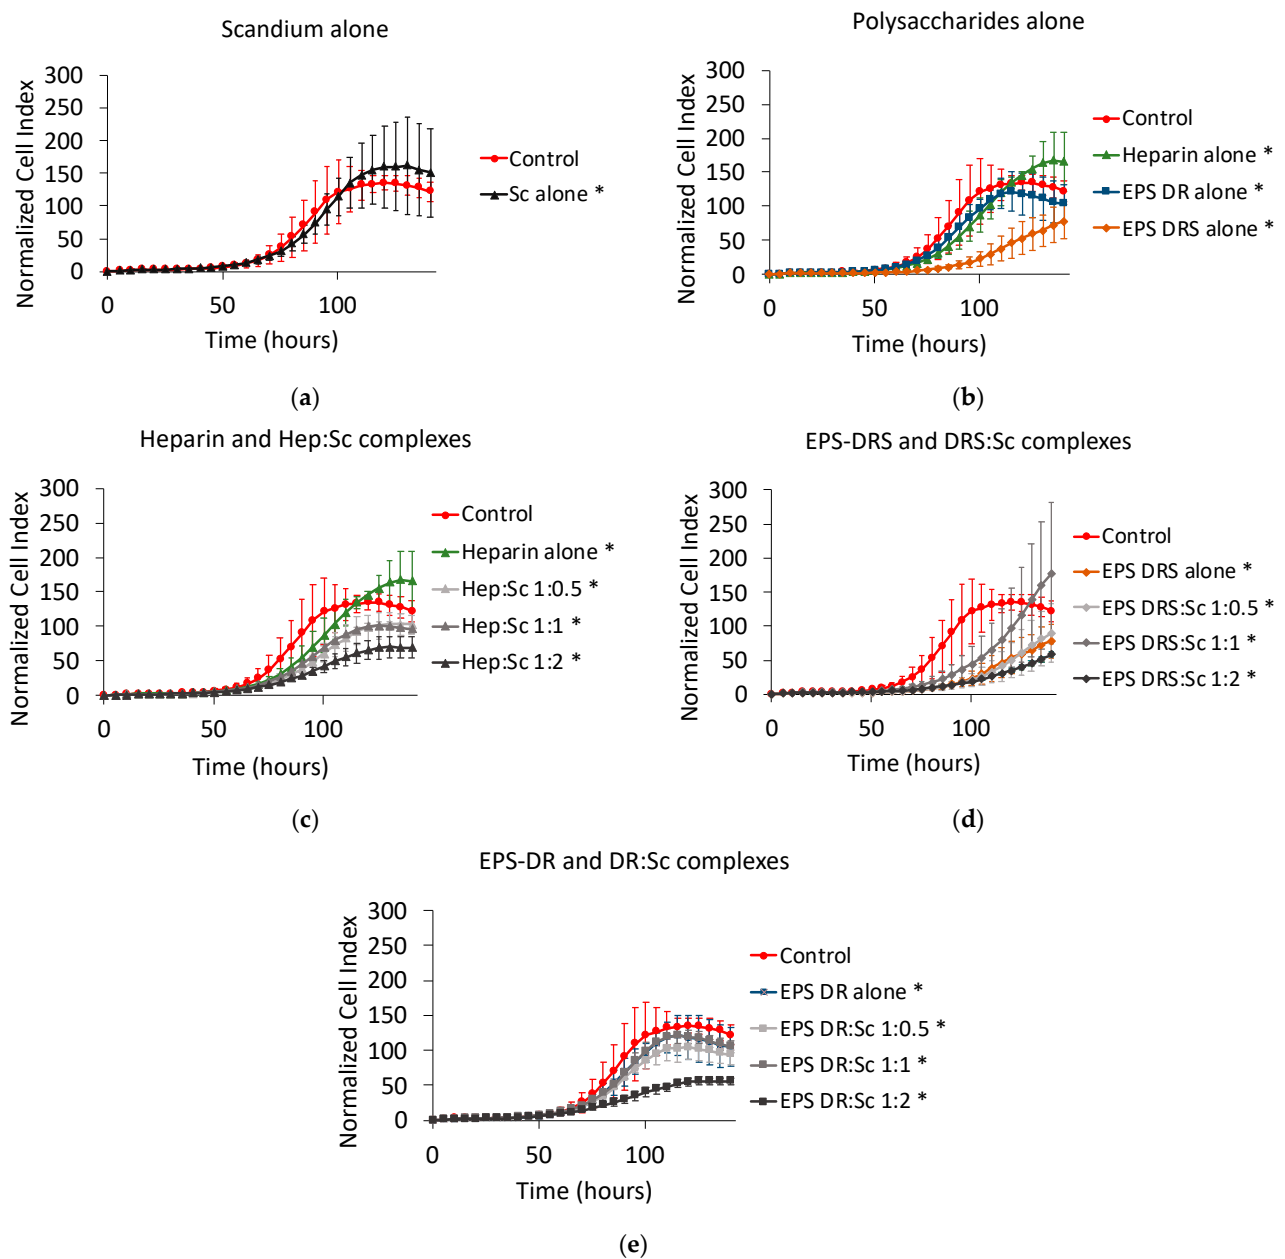 Scandium alone
Normalized Cell Index
300
250
200
150
100
50
0
0
50
100
Time (hours)
Control
Sc alone *
(a)
Polysaccharides alone
Normalized Cell Index
300
250
200
150
100
50
0
0
50
100
Time (hours)
Control
Heparin alone *
EPS DR alone *
EPS DRS alone *
(b)
Heparin and Hep:Sc complexes
Normalized Cell Index
300
250
200
150
100
50
0
0
50
100
Time (hours)
Control
Heparin alone *
Hep:Sc 1:0.5 *
Hep:Sc 1:1 *
Hep:Sc 1:2 *
(c)
EPS-DRS and DRS:Sc complexes
Normalized Cell Index
300
250
200
150
100
50
0
0
50
100
Time (hours)
Control
EPS DRS alone *
EPS DRS:Sc 1:0.5 *
EPS DRS:Sc 1:1 *
EPS DRS:Sc 1:2 *
(d)
EPS-DR and DR:Sc complexes
Normalized Cell Index
300
250
200
150
100
50
0
0
50
100
Time (hours)
Control
EPS DR alone *
EPS DR:Sc 1:0.5 *
EPS DR:Sc 1:1 *
EPS DR:Sc 1:2 *
(e)